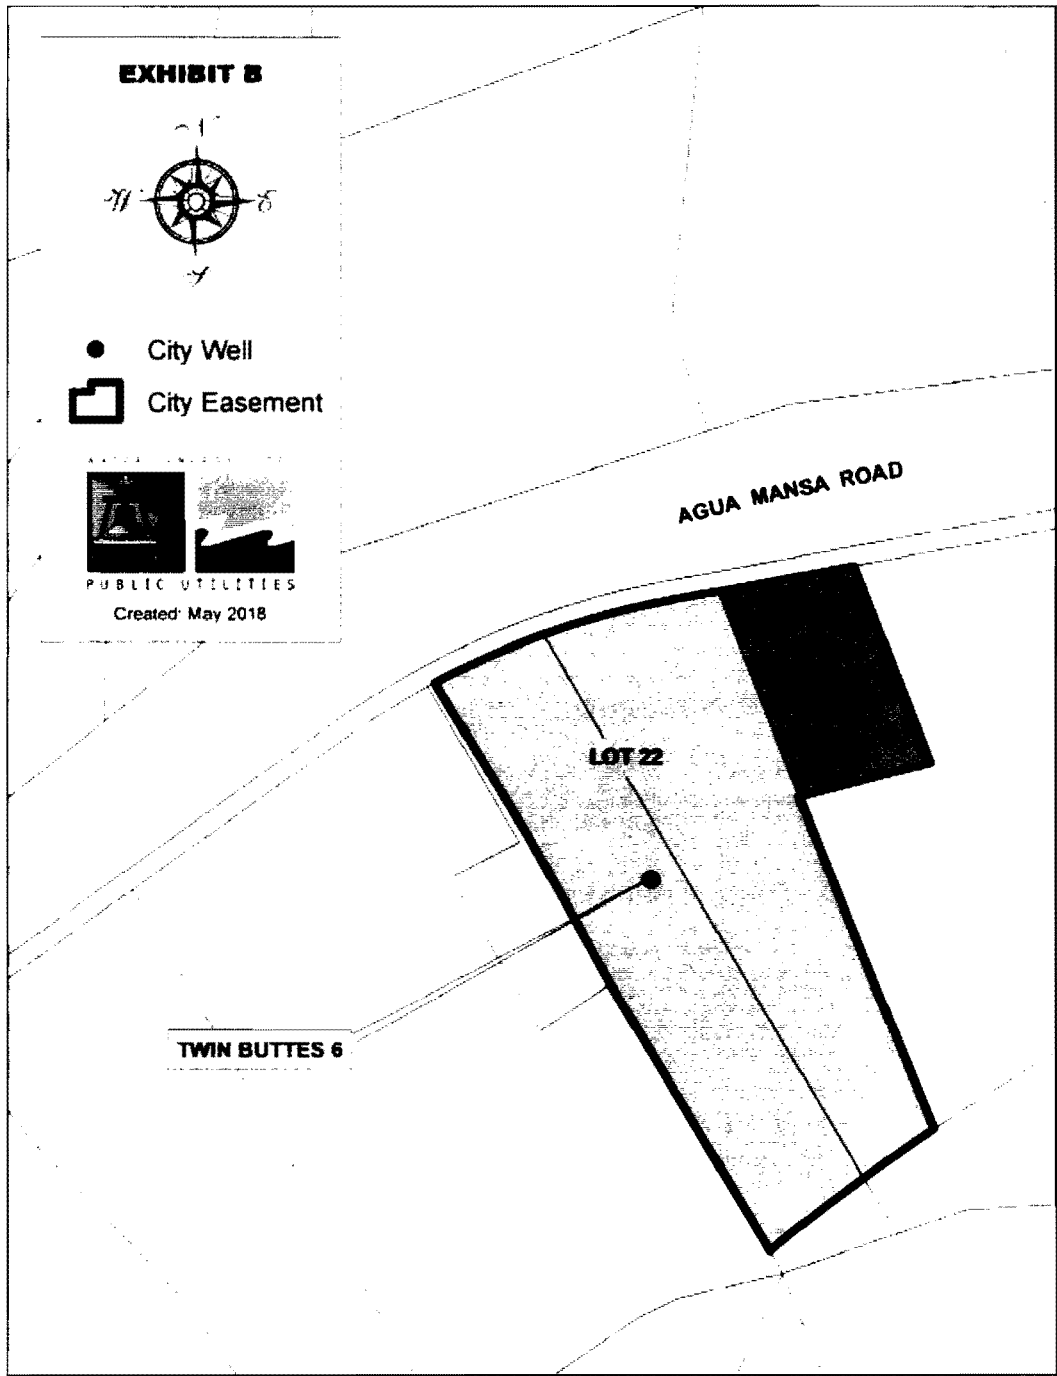 EXHIBIT B
N
W
E
S
City Well
City Easement
PUBLIC UTILITIES
Created: May 2018
AGUA MANSA ROAD
LOT 22
TWIN BUTTES 6